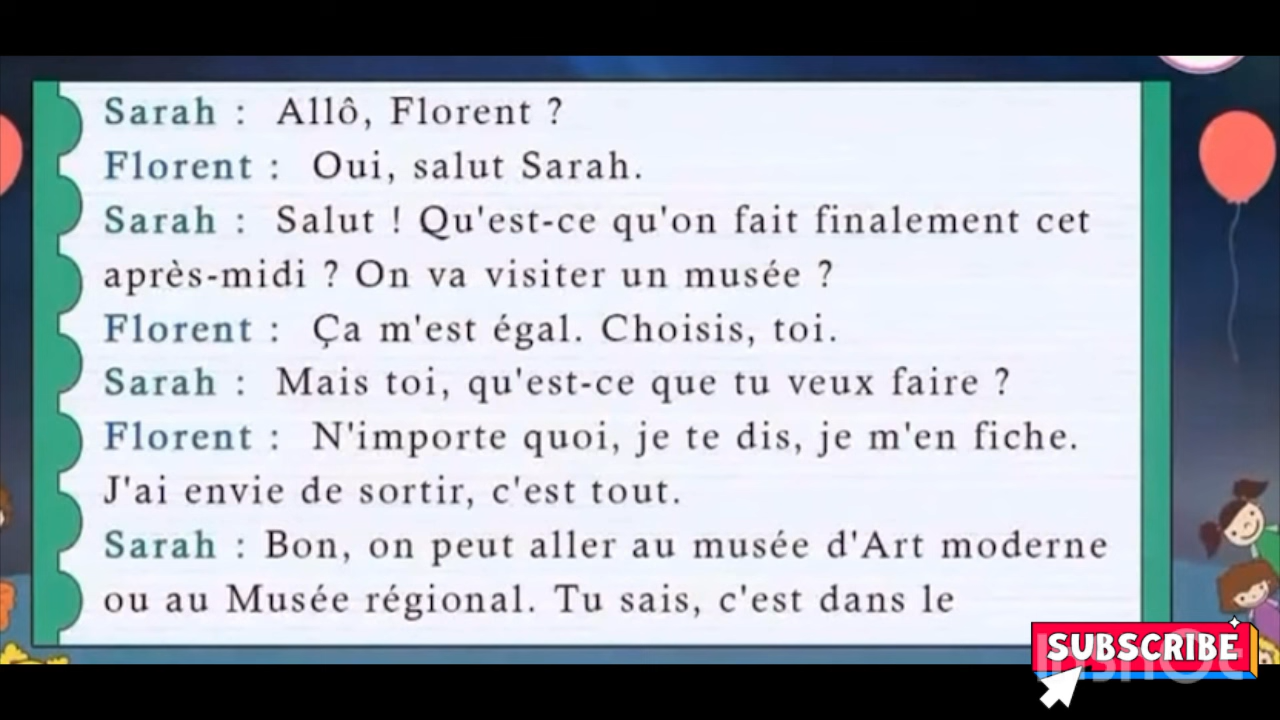 Sarah : Allô, Florent ?
Florent : Oui, salut Sarah.
Sarah : Salut ! Qu'est-ce qu'on fait finalement cet
après-midi ? On va visiter un musée ?
Florent : Ça m'est égal. Choisis, toi.
Sarah : Mais toi, qu'est-ce que tu veux faire ?
Florent : N'importe quoi, je te dis, je m'en fiche.
J'ai envie de sortir, c'est tout.
Sarah : Bon, on peut aller au musée d'Art moderne
ou au Musée régional. Tu sais, c'est dans le
SUBSCRIBE